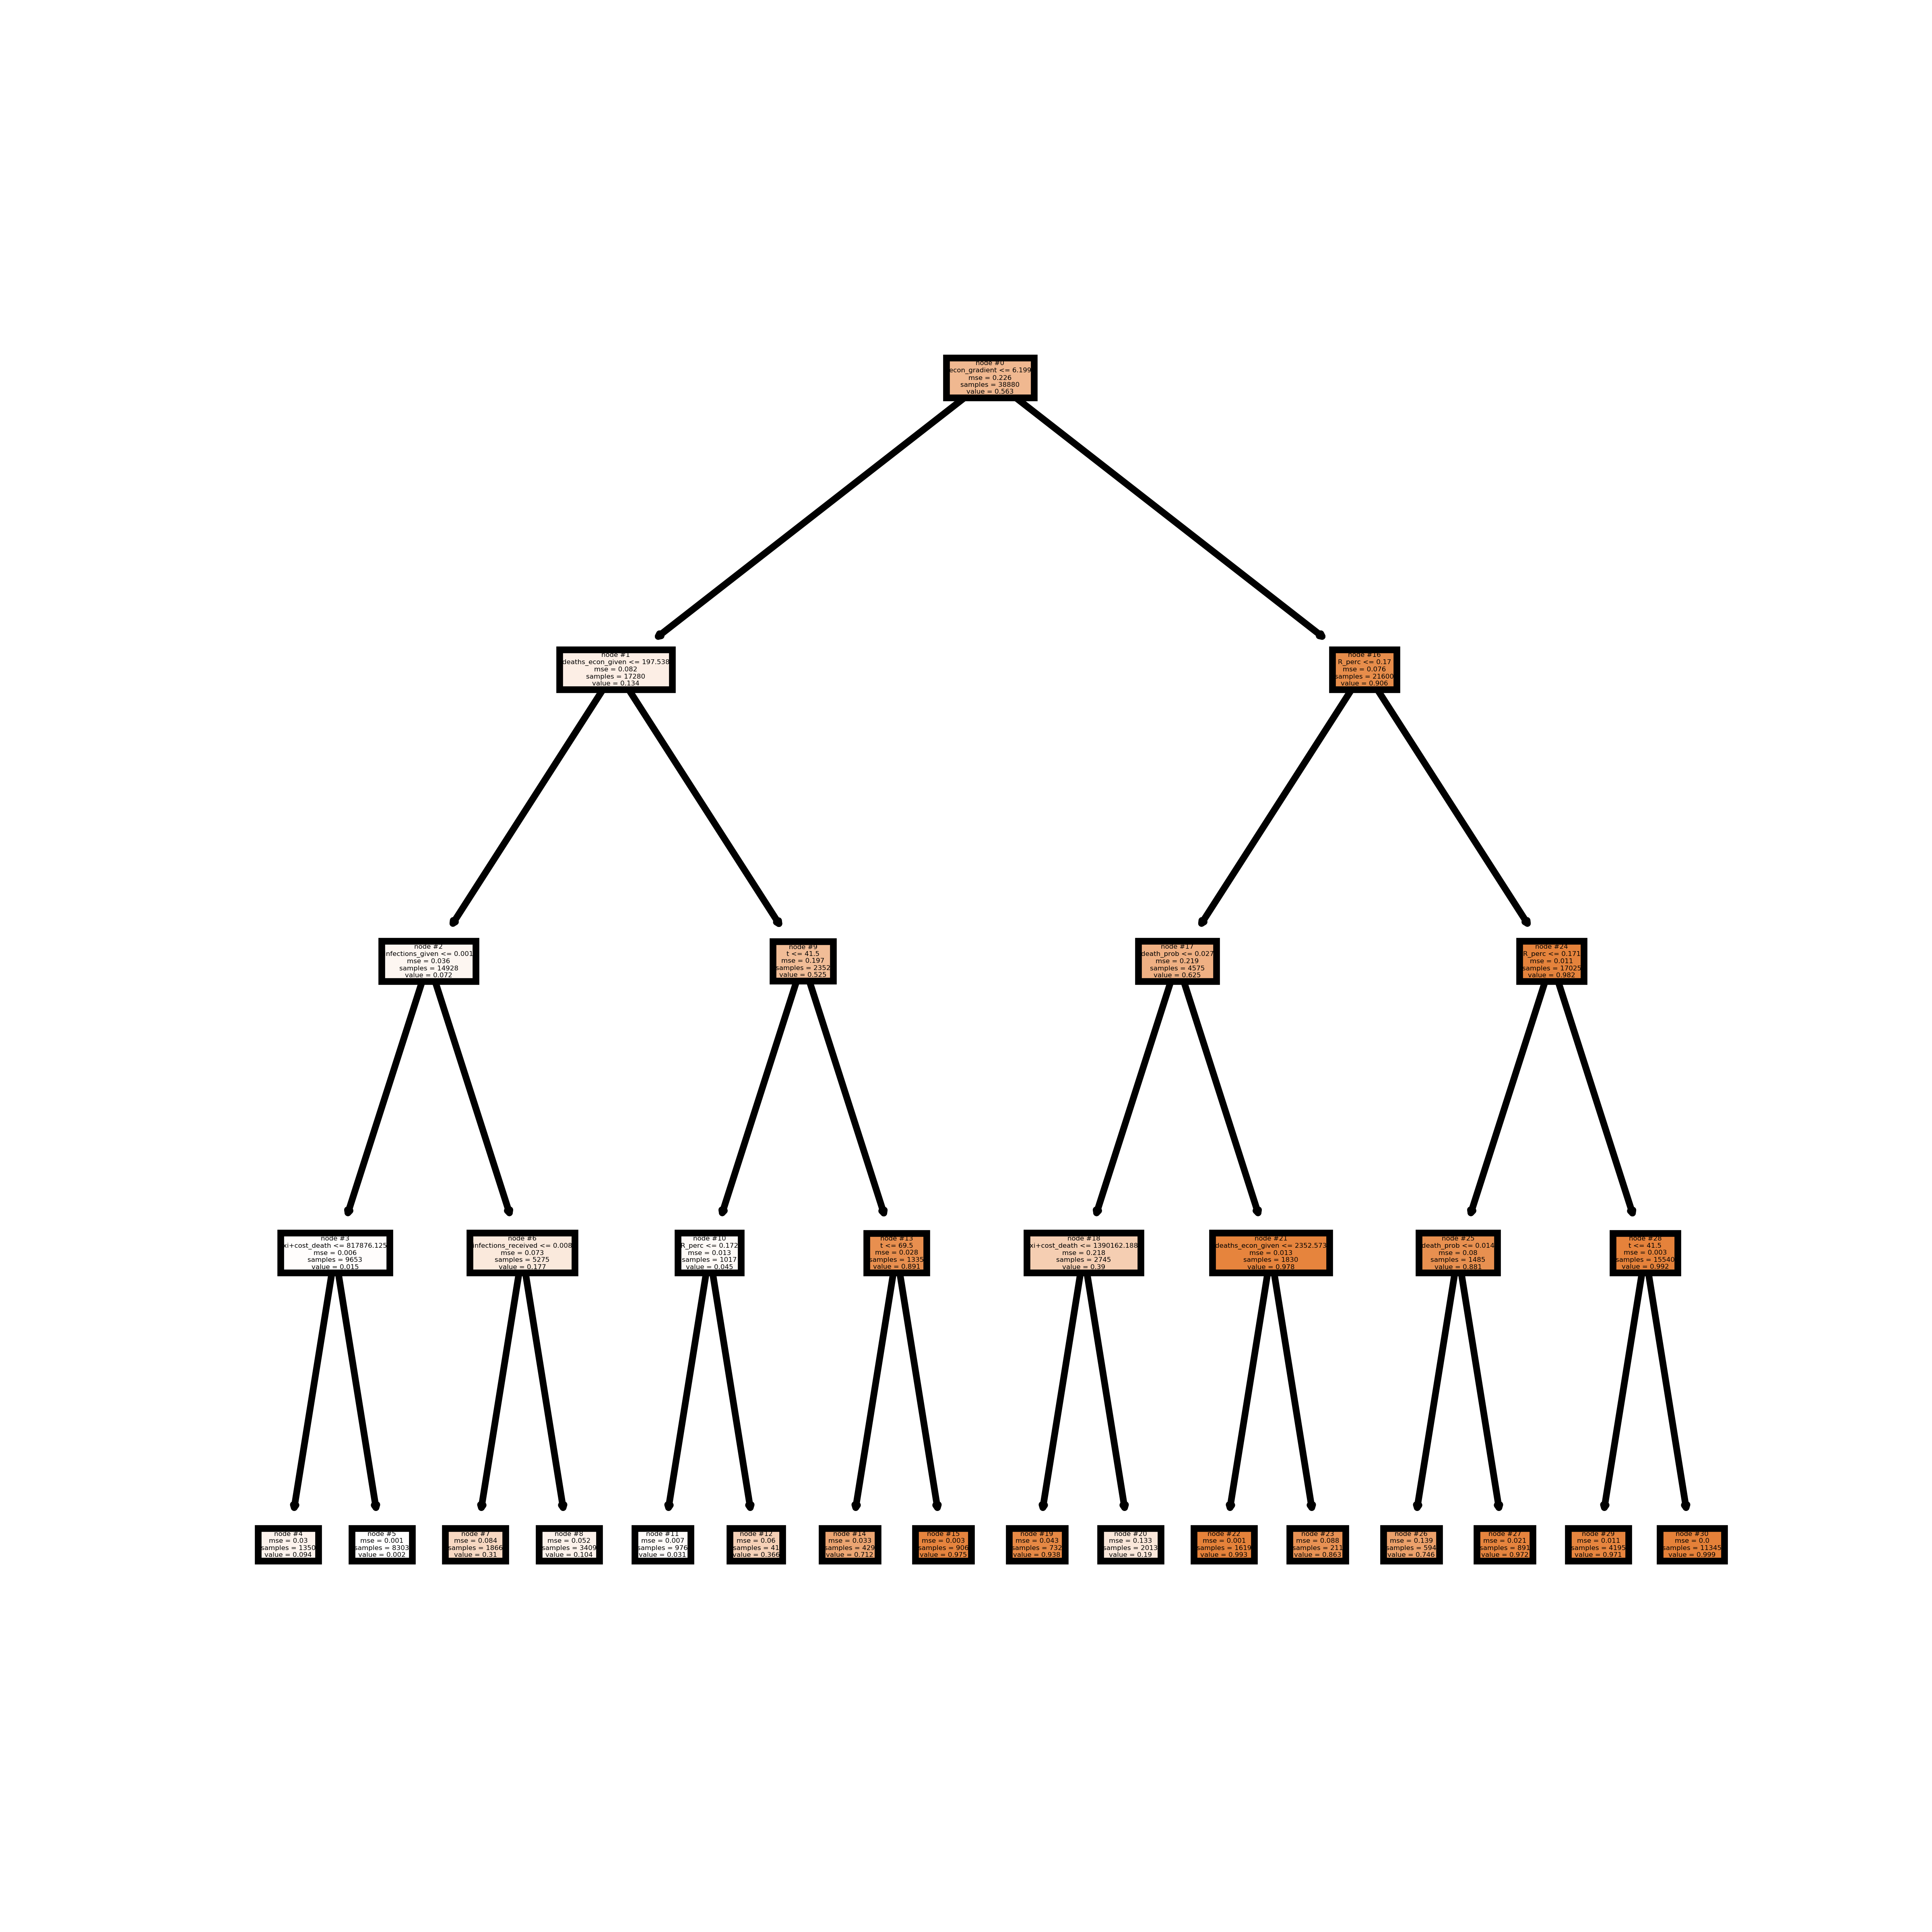 node #0
econ_gradient <= 6.199
mse = 0.226
samples = 38880
value = 0.563
node #1
deaths_econ_given <= 197.538
mse = 0.082
samples = 17280
value = 0.134
node #16
R_perc <= 0.17
mse = 0.076
samples = 21600
value = 0.906
node #2
infections_given <= 0.001
mse = 0.036
samples = 14928
value = 0.072
node #9
t <= 41.5
mse = 0.197
samples = 2352
value = 0.525
node #17
death_prob <= 0.027
mse = 0.219
samples = 4575
value = 0.625
node #24
R_perc <= 0.171
mse = 0.011
samples = 17025
value = 0.982
node #3
xi+cost_death <= 817876.125
mse = 0.006
samples = 9653
value = 0.015
node #6
infections_received <= 0.008
mse = 0.073
samples = 5275
value = 0.177
node #10
R_perc <= 0.172
mse = 0.013
samples = 1017
value = 0.045
node #13
t <= 69.5
mse = 0.028
samples = 1335
value = 0.891
node #18
xi+cost_death <= 1390162.188
mse = 0.218
samples = 2745
value = 0.39
node #21
deaths_econ_given <= 2352.573
mse = 0.013
samples = 1830
value = 0.978
node #25
death_prob <= 0.014
mse = 0.08
samples = 1485
value = 0.881
node #28
t <= 41.5
mse = 0.003
samples = 15540
value = 0.992
node #4
mse = 0.03
samples = 1350
value = 0.094
node #5
mse = 0.001
samples = 8303
value = 0.002
node #7
mse = 0.084
samples = 1866
value = 0.31
node #8
mse = 0.052
samples = 3409
value = 0.104
node #11
mse = 0.007
samples = 976
value = 0.031
node #12
mse = 0.06
samples = 41
value = 0.366
node #14
mse = 0.033
samples = 429
value = 0.712
node #15
mse = 0.003
samples = 906
value = 0.975
node #19
mse = 0.043
samples = 732
value = 0.938
node #20
mse = 0.133
samples = 2013
value = 0.19
node #22
mse = 0.001
samples = 1619
value = 0.993
node #23
mse = 0.088
samples = 211
value = 0.863
node #26
mse = 0.139
samples = 594
value = 0.746
node #27
mse = 0.021
samples = 891
value = 0.972
node #29
mse = 0.011
samples = 4195
value = 0.971
node #30
mse = 0.0
samples = 11345
value = 0.999